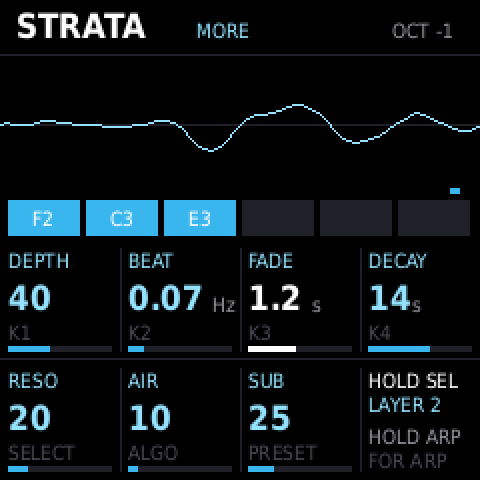 STRATA MORE OCT -1
F2 C3 E3
DEPTH BEAT FADE DECAY
40 0.07 Hz 1.2 s 14s
K1 K2 K3 K4
RESO AIR SUB HOLD SEL
LAYER 2
20 10 25
HOLD ARP
SELECT ALGO PRESET FOR ARP